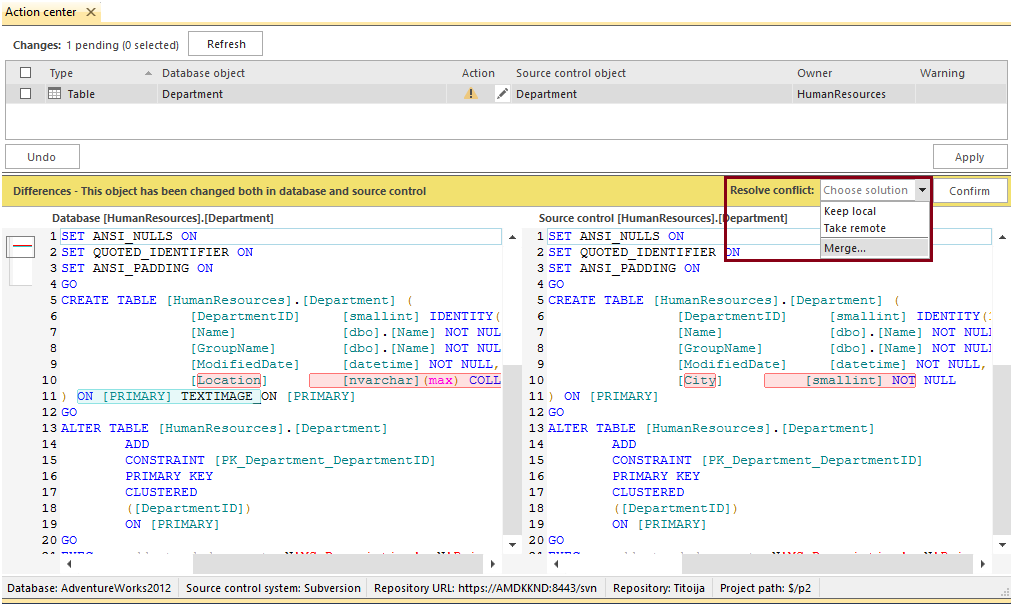 Action center
Changes: 1 pending (0 selected) Refresh
Type Database object Action Source control object Owner Warning
Table Department Department HumanResources
Undo Apply
Differences - This object has been changed both in database and source control Resolve conflict: Choose solution Confirm
Keep local
Take remote
Merge...
Database [HumanResources].[Department]
1 SET ANSI_NULLS ON
2 SET QUOTED_IDENTIFIER ON
3 SET ANSI_PADDING ON
4 GO
5 CREATE TABLE [HumanResources].[Department] (
6 [DepartmentID] [smallint] IDENTITY(
7 [Name] [dbo].[Name] NOT NUL
8 [GroupName] [dbo].[Name] NOT NUL
9 [ModifiedDate] [datetime] NOT NULL,
10 [Location] [nvarchar](max) COLL
11 ) ON [PRIMARY] TEXTIMAGE_ON [PRIMARY]
12 GO
13 ALTER TABLE [HumanResources].[Department]
14 ADD
15 CONSTRAINT [PK_Department_DepartmentID]
16 PRIMARY KEY
17 CLUSTERED
18 ([DepartmentID])
19 ON [PRIMARY]
20 GO
Source control [HumanResources].[Department]
1 SET ANSI_NULLS ON
2 SET QUOTED_IDENTIFIER ON
3 SET ANSI_PADDING ON
4 GO
5 CREATE TABLE [HumanResources].[Department] (
6 [DepartmentID] [smallint] IDENTITY(
7 [Name] [dbo].[Name] NOT NUL
8 [GroupName] [dbo].[Name] NOT NUL
9 [ModifiedDate] [datetime] NOT NULL,
10 [City] [smallint] NOT NULL
11 ) ON [PRIMARY]
12 GO
13 ALTER TABLE [HumanResources].[Department]
14 ADD
15 CONSTRAINT [PK_Department_DepartmentID]
16 PRIMARY KEY
17 CLUSTERED
18 ([DepartmentID])
19 ON [PRIMARY]
20 GO
Database: AdventureWorks2012 Source control system: Subversion Repository URL: https://AMDKKND:8443/svn Repository: Titoija Project path: $/p2